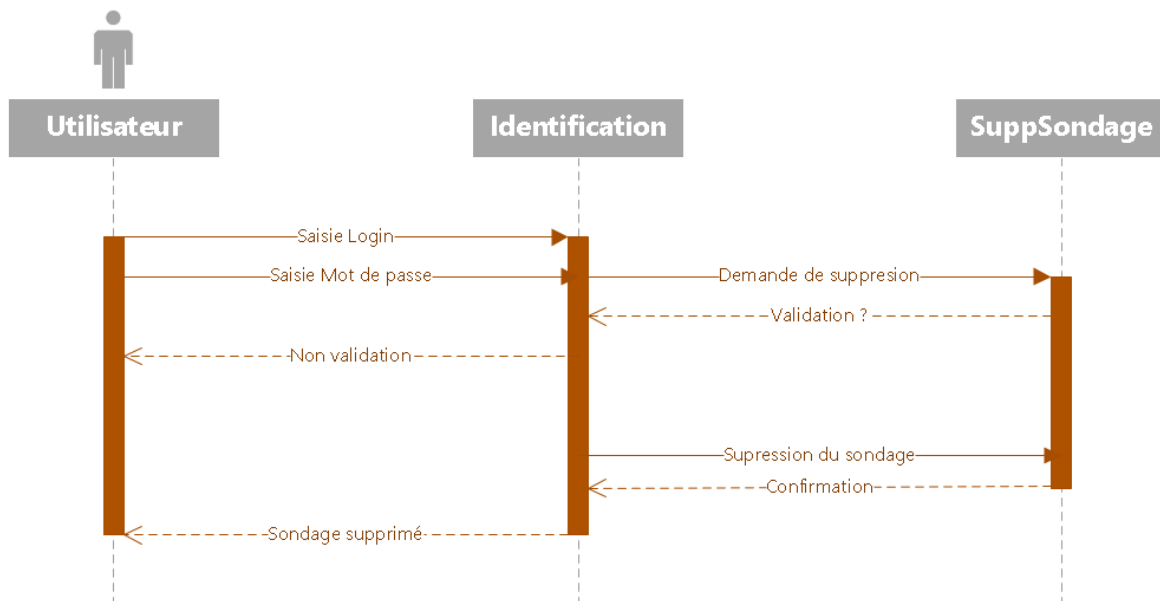 Utilisateur
Identification
SuppSondage
Saisie Login
Saisie Mot de passe
Demande de suppresion
Validation ?
Non validation
Supression du sondage
Confirmation
Sondage supprimé